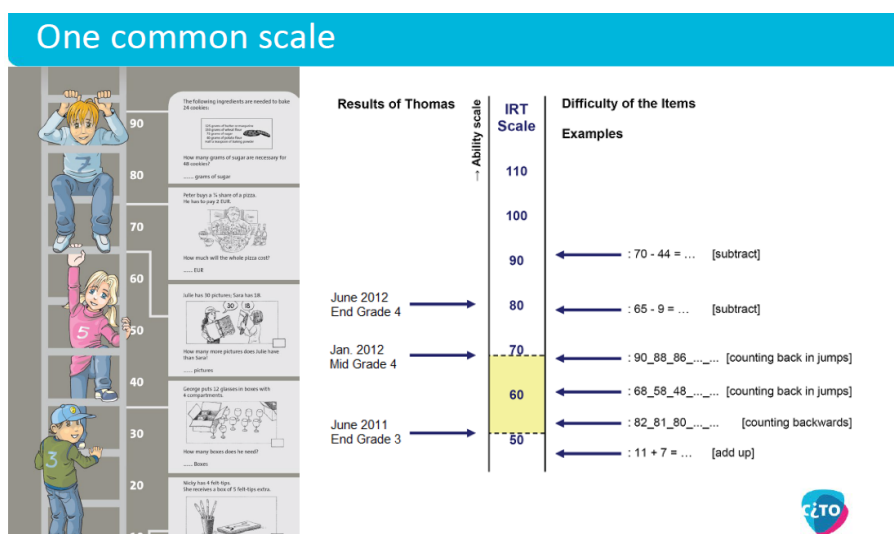 One common scale
90
80
70
60
50
40
30
20
7
5
3
The following ingredients are needed to bake
24 cookies:
How many grams of sugar are necessary for
48 cookies?
...... grams of sugar
Peter buys a ¼ share of a pizza.
He has to pay 2 EUR.
How much will the whole pizza cost?
...... EUR
Julie has 30 pictures; Sara has 18.
30
18
How many more pictures does Julie have
than Sara?
...... pictures
George puts 12 glasses in boxes with
4 compartments.
How many boxes does he need?
...... Boxes
Nicky has 4 felt-tips.
She receives a box of 5 felt-tips extra.
Results of Thomas
→ Ability scale
IRT
Scale
Difficulty of the Items
Examples
110
100
90
80
70
60
50
June 2012
End Grade 4
Jan. 2012
Mid Grade 4
June 2011
End Grade 3
: 70 - 44 = ... [subtract]
: 65 - 9 = ... [subtract]
: 90_88_86_..._... [counting back in jumps]
: 68_58_48_..._... [counting back in jumps]
: 82_81_80_..._... [counting backwards]
: 11 + 7 = ... [add up]
CiTO